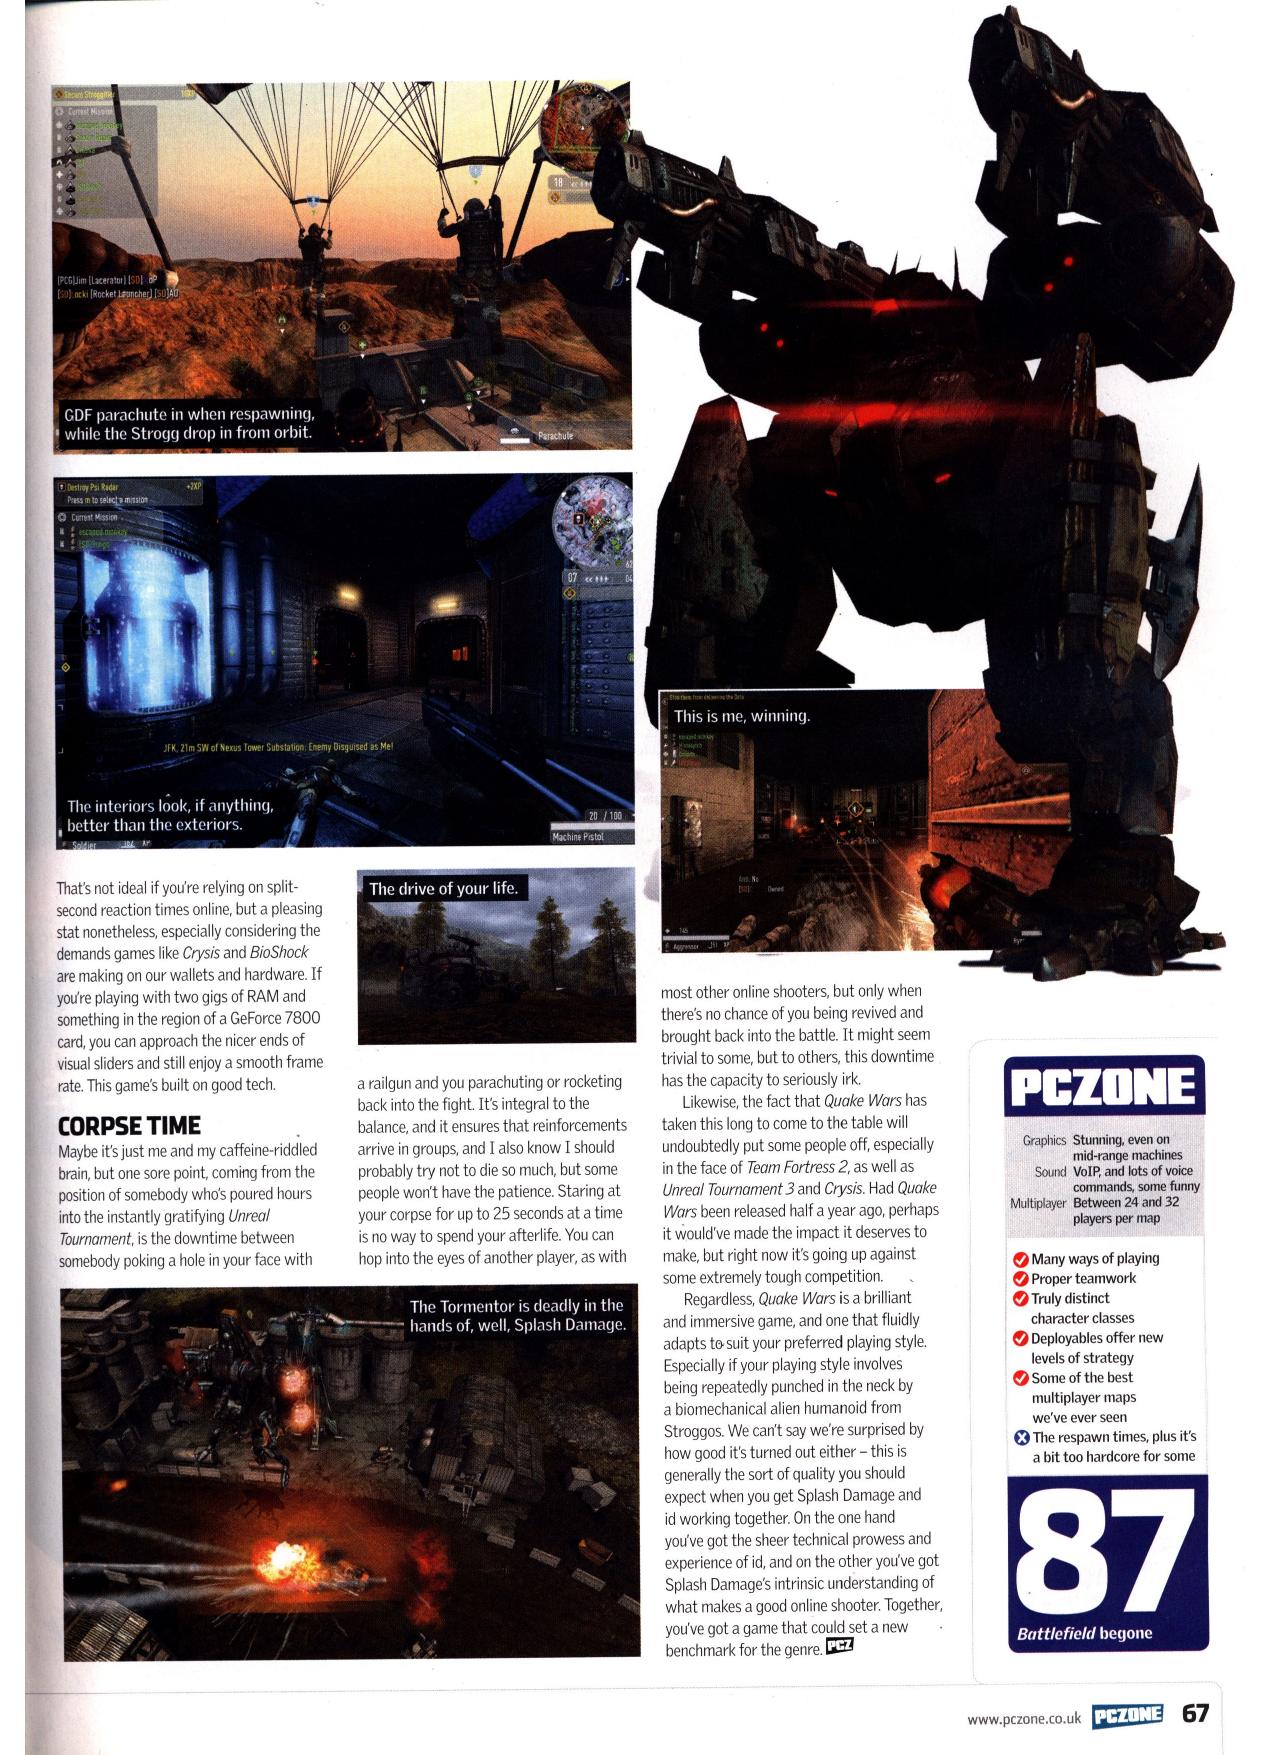 Secure Stroggifier
Current Mission
18
[PCG]Jim [Lacerator] [SD]
[Rocket Launcher]
GDF parachute in when respawning,
while the Strogg drop in from orbit.
Parachute
Destroy Psi Radar +2XP
Press m to select a mission
Current Mission
escaped monkey
07
JFK, 21m SW of Nexus Tower Substation: Enemy Disguised as Me!
The interiors look, if anything,
better than the exteriors.
20 / 100
Machine Pistol
Soldier
This is me, winning.
Owned
145
Aggressor
That's not ideal if you're relying on split-
second reaction times online, but a pleasing
stat nonetheless, especially considering the
demands games like Crysis and BioShock
are making on our wallets and hardware. If
you're playing with two gigs of RAM and
something in the region of a GeForce 7800
card, you can approach the nicer ends of
visual sliders and still enjoy a smooth frame
rate. This game's built on good tech.
CORPSE TIME
Maybe it's just me and my caffeine-riddled
brain, but one sore point, coming from the
position of somebody who's poured hours
into the instantly gratifying Unreal
Tournament, is the downtime between
somebody poking a hole in your face with
The drive of your life.
a railgun and you parachuting or rocketing
back into the fight. It's integral to the
balance, and it ensures that reinforcements
arrive in groups, and I also know I should
probably try not to die so much, but some
people won't have the patience. Staring at
your corpse for up to 25 seconds at a time
is no way to spend your afterlife. You can
hop into the eyes of another player, as with
The Tormentor is deadly in the
hands of, well, Splash Damage.
most other online shooters, but only when
there's no chance of you being revived and
brought back into the battle. It might seem
trivial to some, but to others, this downtime
has the capacity to seriously irk.
Likewise, the fact that Quake Wars has
taken this long to come to the table will
undoubtedly put some people off, especially
in the face of Team Fortress 2, as well as
Unreal Tournament 3 and Crysis. Had Quake
Wars been released half a year ago, perhaps
it would've made the impact it deserves to
make, but right now it's going up against
some extremely tough competition.
Regardless, Quake Wars is a brilliant
and immersive game, and one that fluidly
adapts to suit your preferred playing style.
Especially if your playing style involves
being repeatedly punched in the neck by
a biomechanical alien humanoid from
Stroggos. We can't say we're surprised by
how good it's turned out either – this is
generally the sort of quality you should
expect when you get Splash Damage and
id working together. On the one hand
you've got the sheer technical prowess and
experience of id, and on the other you've got
Splash Damage's intrinsic understanding of
what makes a good online shooter. Together,
you've got a game that could set a new
benchmark for the genre. PCZ
PCZONE
Graphics Stunning, even on
mid-range machines
Sound VoIP, and lots of voice
commands, some funny
Multiplayer Between 24 and 32
players per map
Many ways of playing
Proper teamwork
Truly distinct
character classes
Deployables offer new
levels of strategy
Some of the best
multiplayer maps
we've ever seen
The respawn times, plus it's
a bit too hardcore for some
87
Battlefield begone
www.pczone.co.uk PCZONE 67